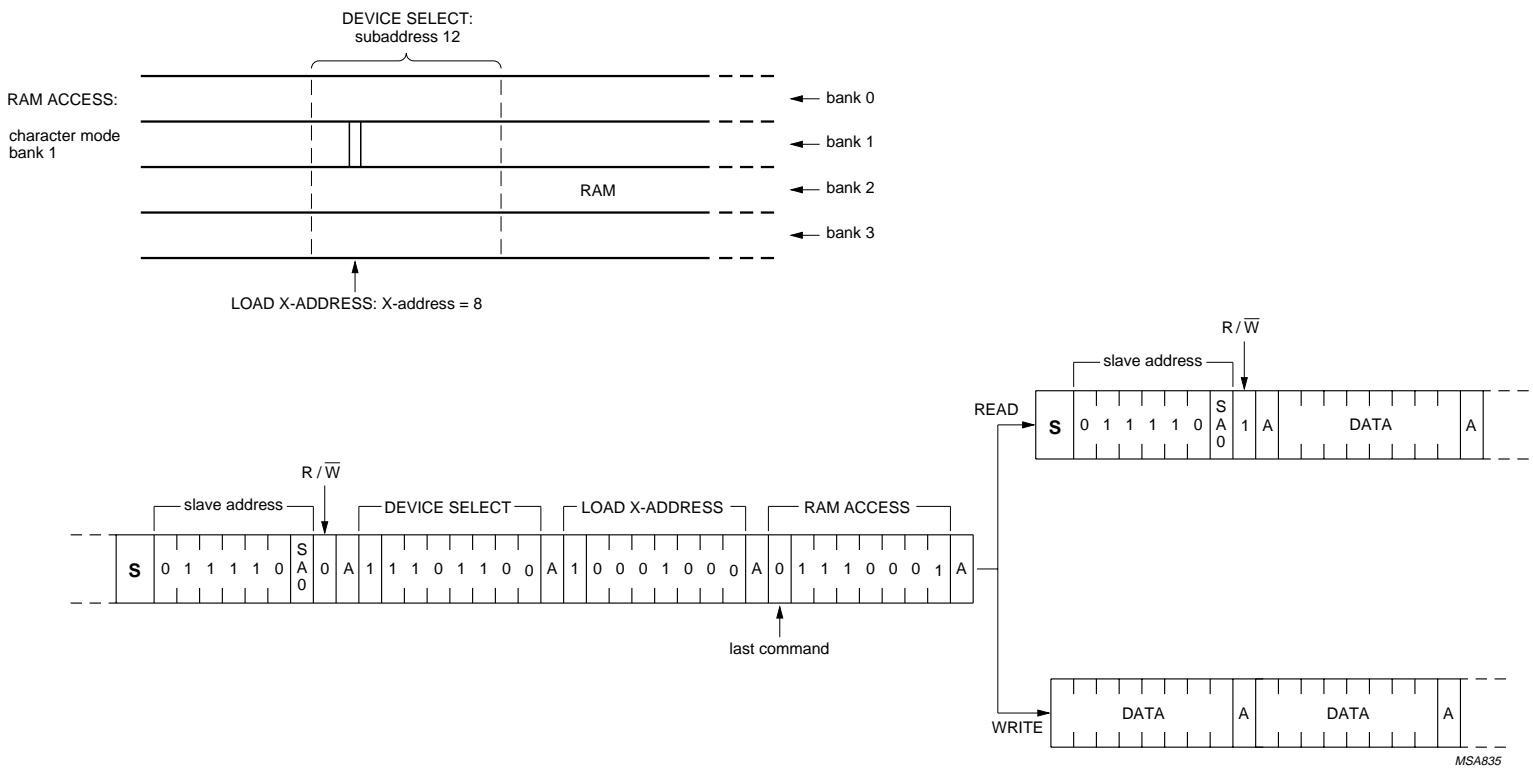 DEVICE SELECT:
subaddress 12
RAM ACCESS:
bank 0
character mode
bank 1
bank 1
RAM
bank 2
bank 3
LOAD X-ADDRESS: X-address = 8
R / W̅
slave address
READ
S 0 1 1 1 1 0 SA0 1 A DATA A
R / W̅
slave address DEVICE SELECT LOAD X-ADDRESS RAM ACCESS
S 0 1 1 1 1 0 SA0 0 A 1 1 1 0 1 1 0 0 A 1 0 0 0 1 0 0 0 A 0 1 1 1 0 0 0 1 A
last command
WRITE
DATA A DATA A
MSA835